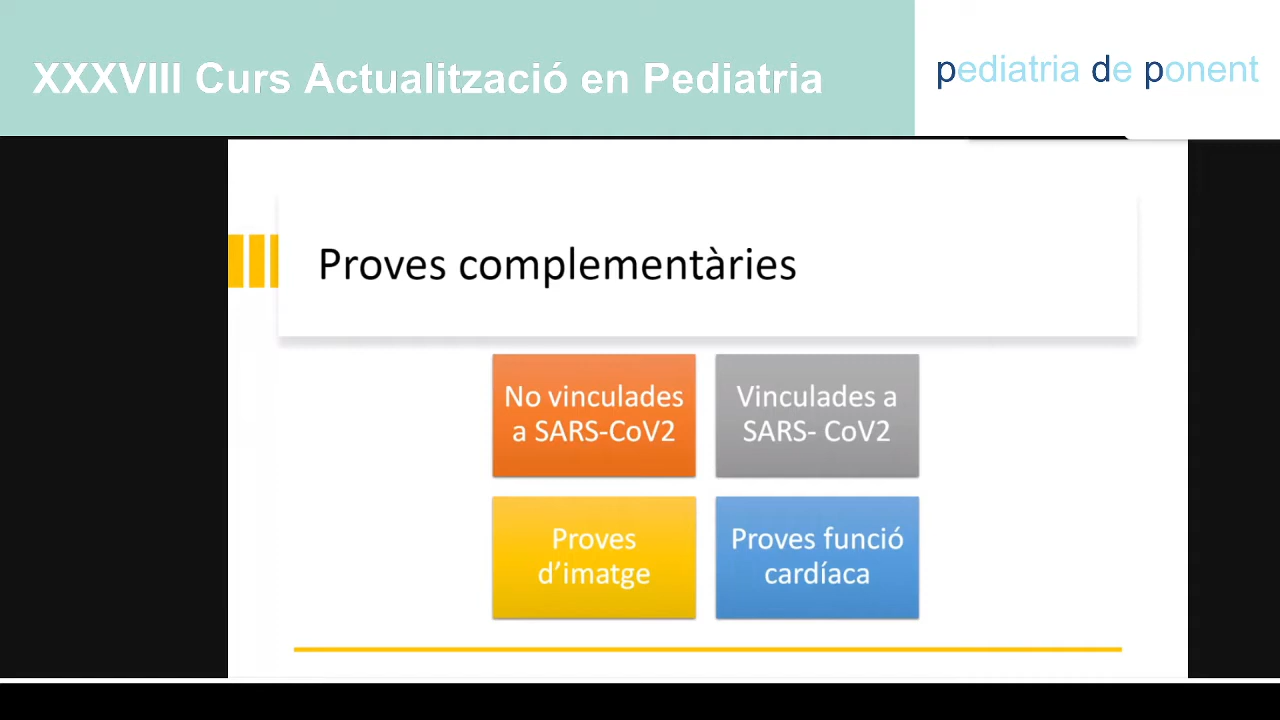 XXXVIII Curs Actualització en Pediatria
pediatria de ponent
Proves complementàries
No vinculades
a SARS-CoV2
Vinculades a
SARS- CoV2
Proves
d’imatge
Proves funció
cardíaca